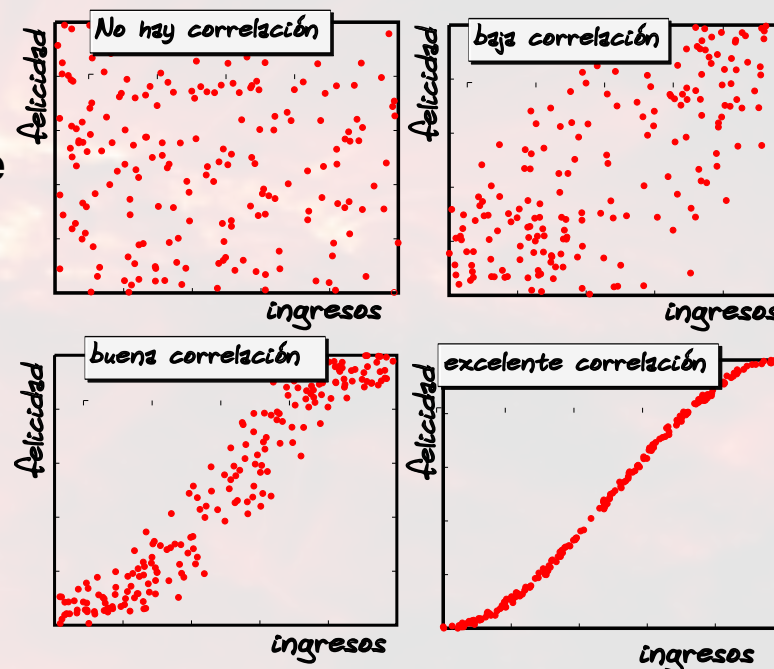 No hay correlación
felicidad
ingresos
baja correlación
felicidad
ingresos
buena correlación
felicidad
ingresos
excelente correlación
felicidad
ingresos